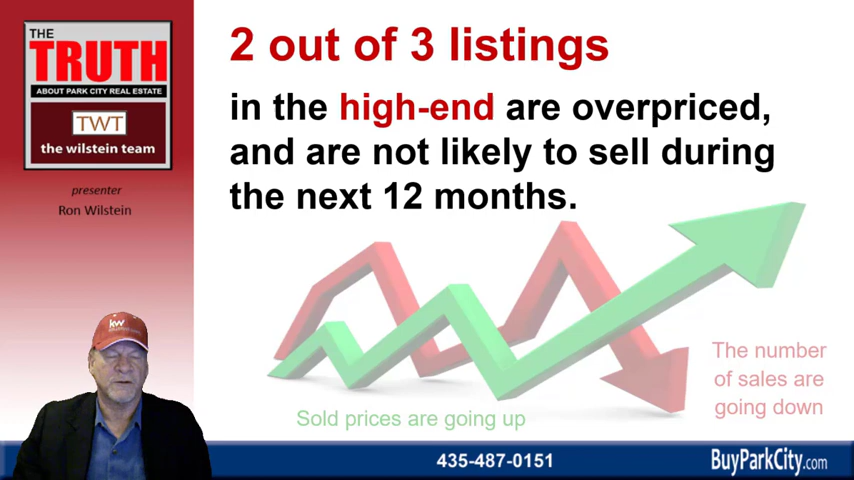 THE
TRUTH
ABOUT PARK CITY REAL ESTATE
TWT
the wilstein team
presenter
Ron Wilstein
kw
2 out of 3 listings
in the high-end are overpriced,
and are not likely to sell during
the next 12 months.
Sold prices are going up
The number
of sales are
going down
435-487-0151
BuyParkCity.com